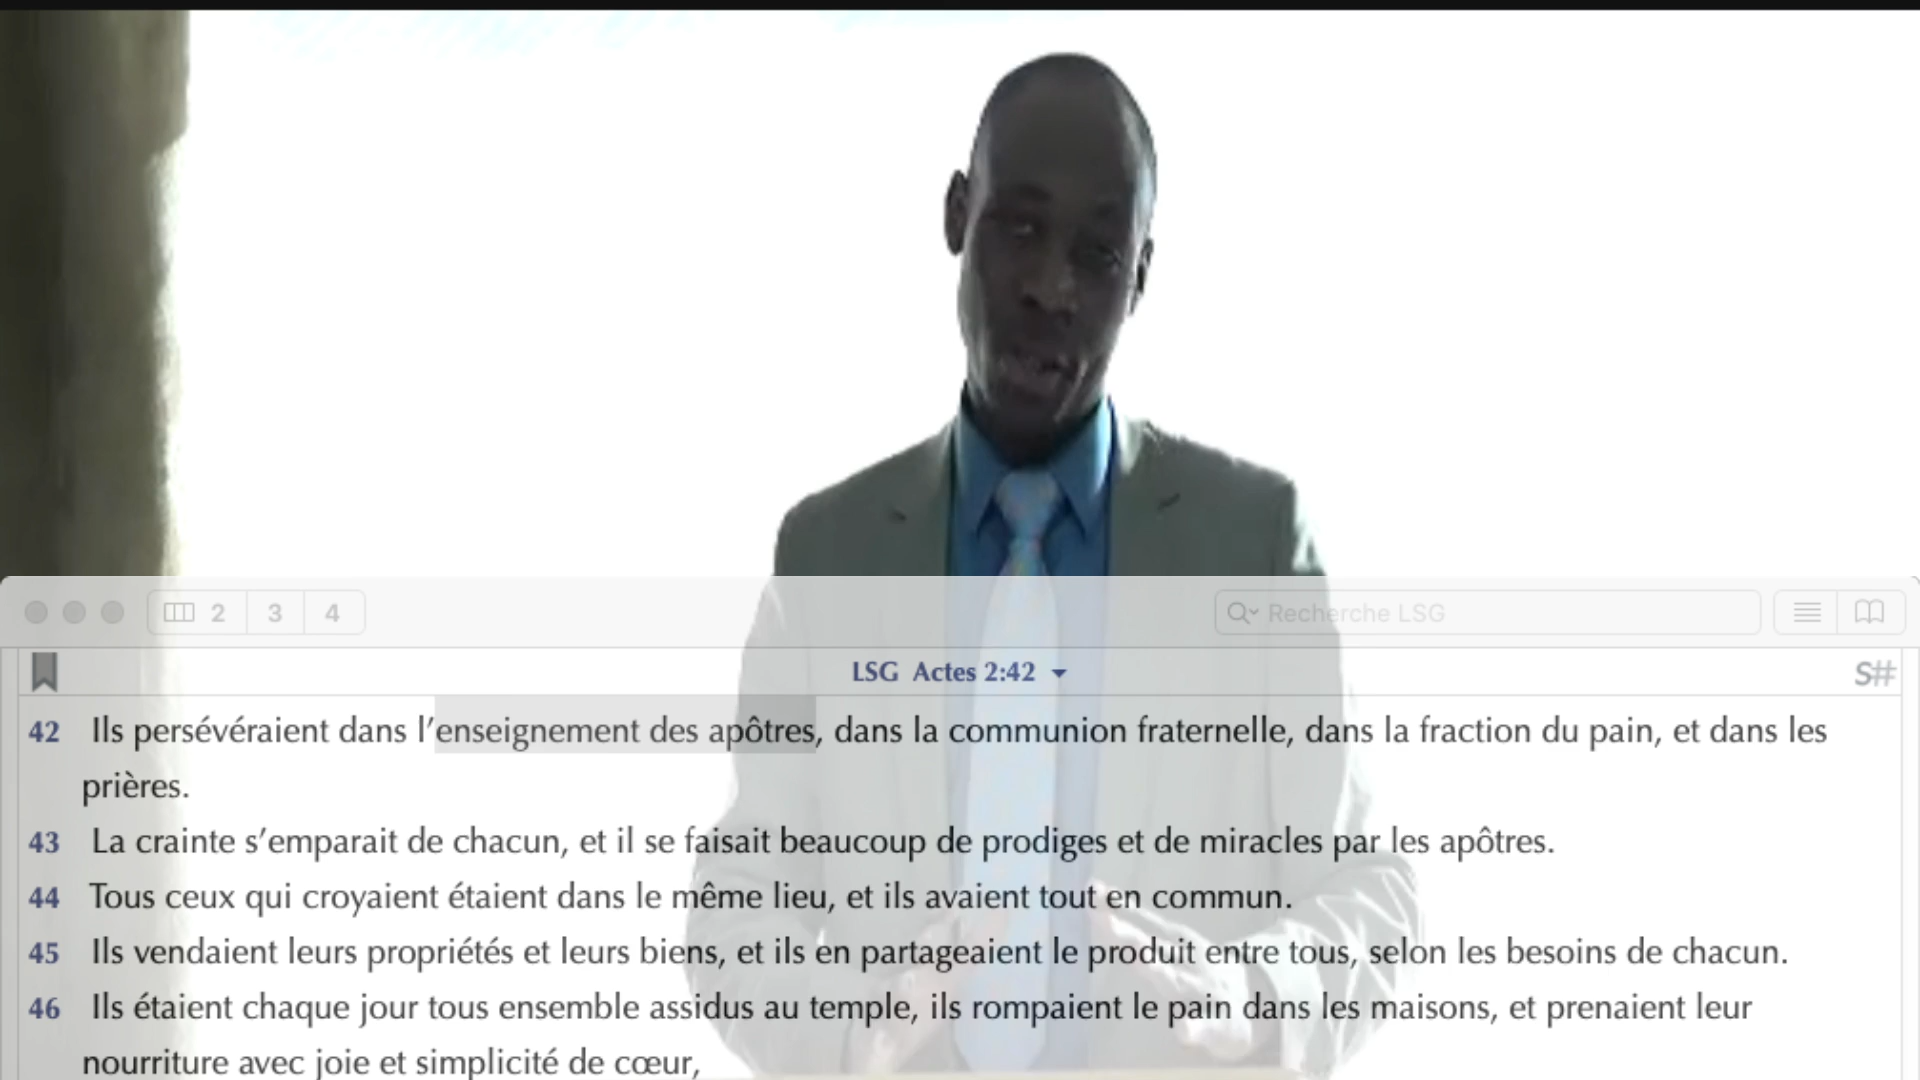 2 3 4 Recherche LSG
LSG Actes 2:42 S#
42 Ils persévéraient dans l’enseignement des apôtres, dans la communion fraternelle, dans la fraction du pain, et dans les
prières.
43 La crainte s’emparait de chacun, et il se faisait beaucoup de prodiges et de miracles par les apôtres.
44 Tous ceux qui croyaient étaient dans le même lieu, et ils avaient tout en commun.
45 Ils vendaient leurs propriétés et leurs biens, et ils en partageaient le produit entre tous, selon les besoins de chacun.
46 Ils étaient chaque jour tous ensemble assidus au temple, ils rompaient le pain dans les maisons, et prenaient leur
nourriture avec joie et simplicité de cœur,